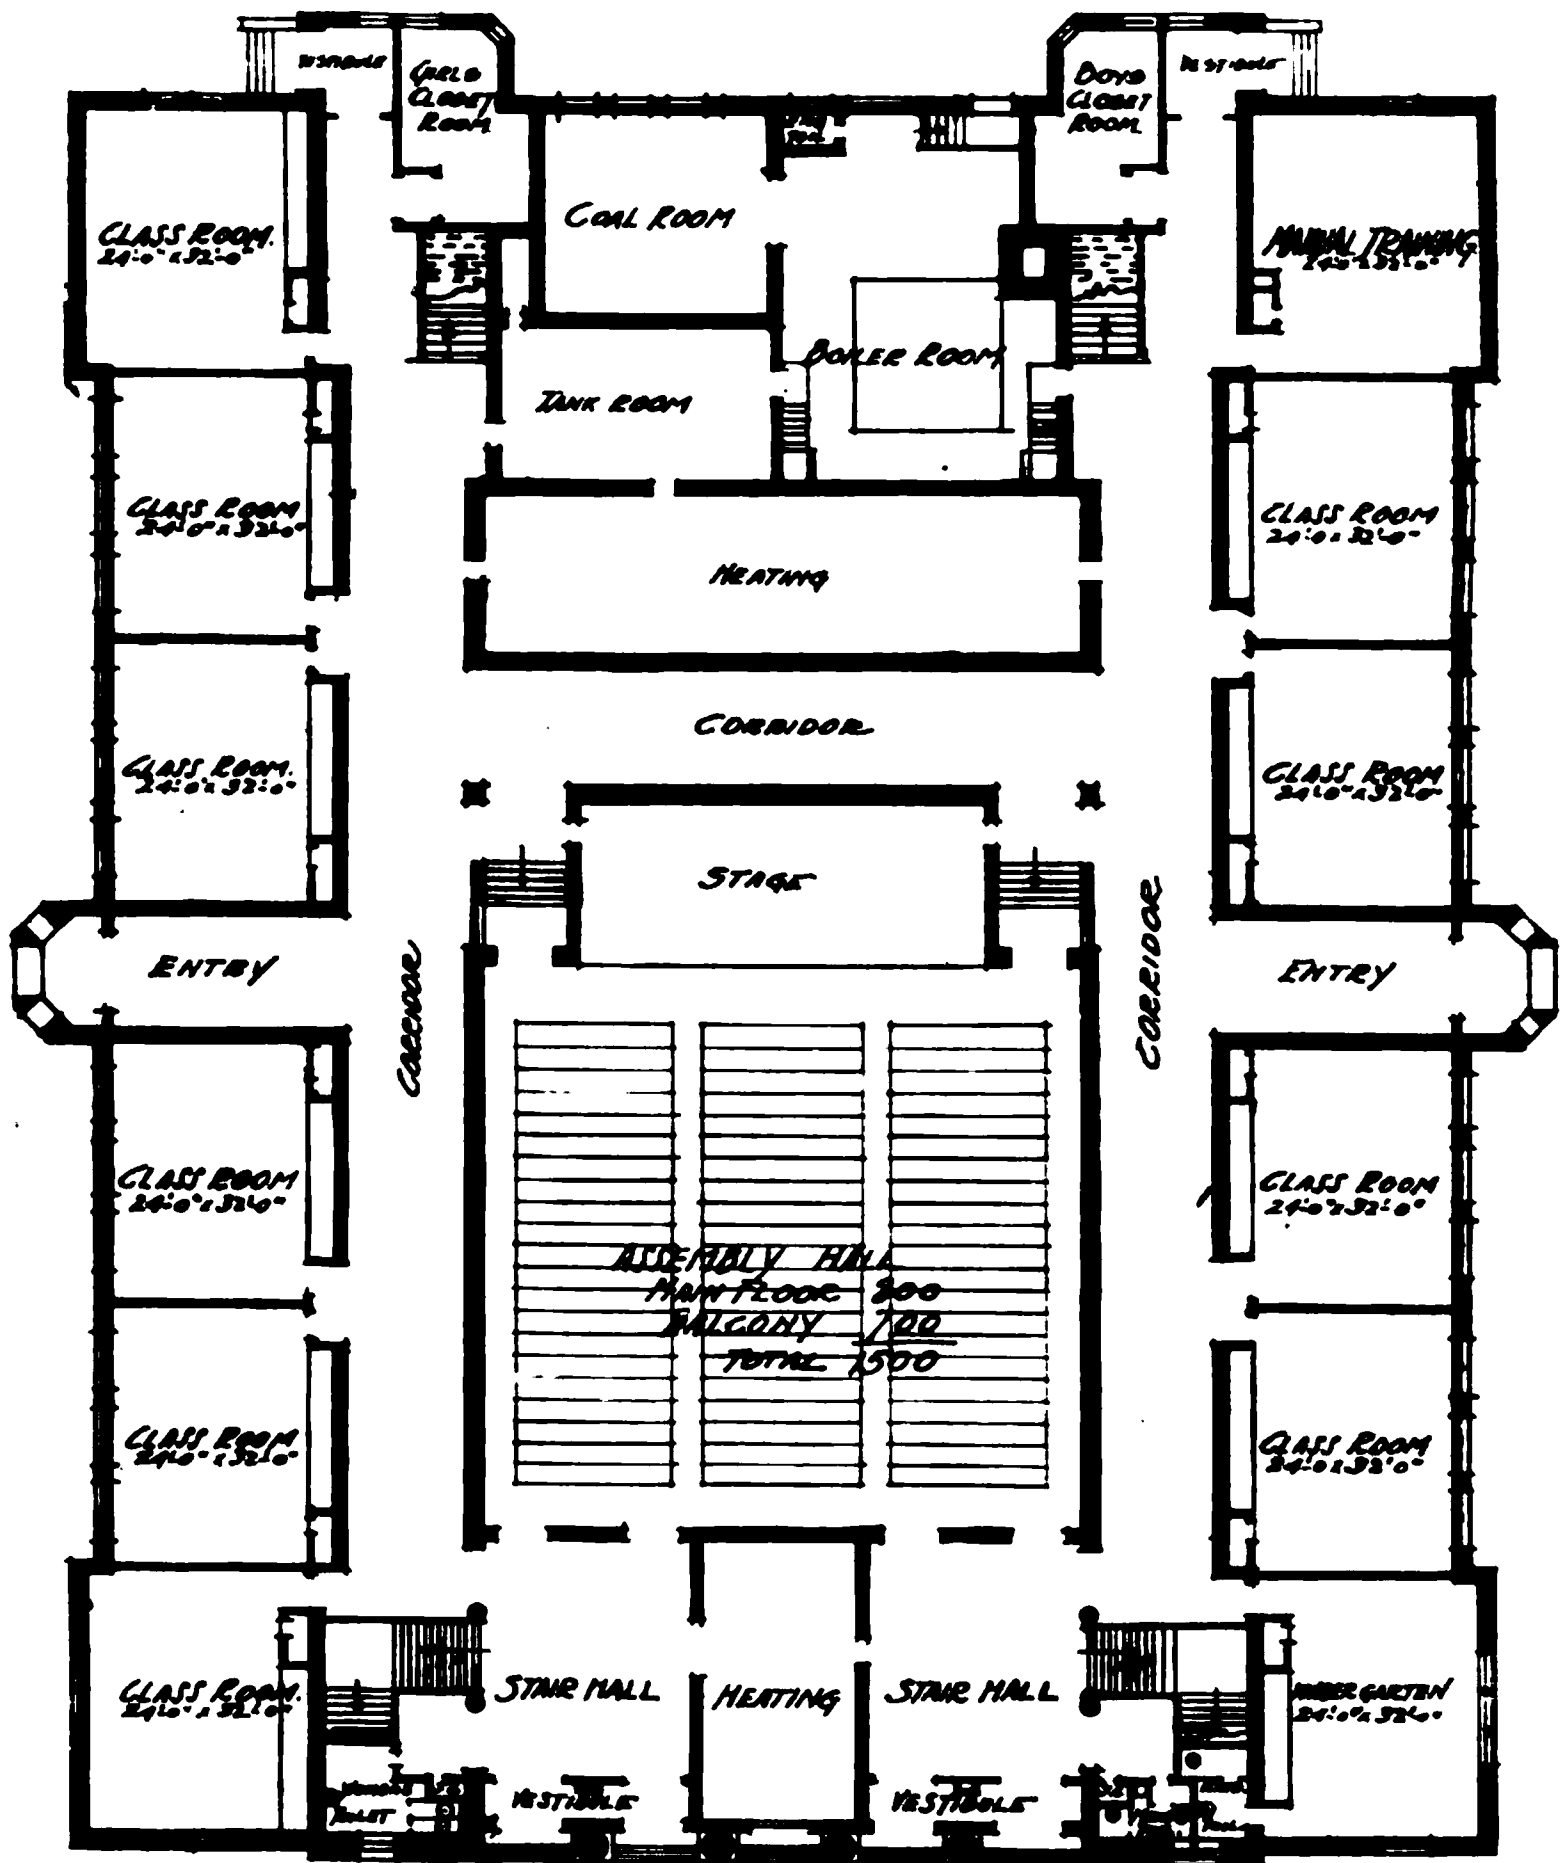 VESTIBULE
GIRLS
CLOSET
ROOM
BOYS
CLOSET
ROOM
VESTIBULE
CLASS ROOM.
24'-0" x 32'-0"
COAL ROOM
MANUAL TRAINING
24'-0" x 32'-0"
BOILER ROOM
TANK ROOM
CLASS ROOM
24'-0" x 32'-0"
CLASS ROOM
24'-0 x 32'-0"
HEATING
CORRIDOR
CLASS ROOM.
24'-0" x 32'-0"
CLASS ROOM
24'-0" x 32'-0"
STAGE
ENTRY
CORRIDOR
CORRIDOR
ENTRY
CLASS ROOM
24'-0" x 32'-0"
CLASS ROOM
24'-0" x 32'-0"
ASSEMBLY HALL
MAIN FLOOR 800
BALCONY 700
TOTAL 1500
CLASS ROOM
24'-0" x 32'-0"
CLASS ROOM
24'-0 x 32'-0"
CLASS ROOM.
24'-0" x 32'-0"
STAIR HALL
HEATING
STAIR HALL
KINDERGARTEN
24'-0" x 32'-0"
TOILET
VESTIBULE
VESTIBULE